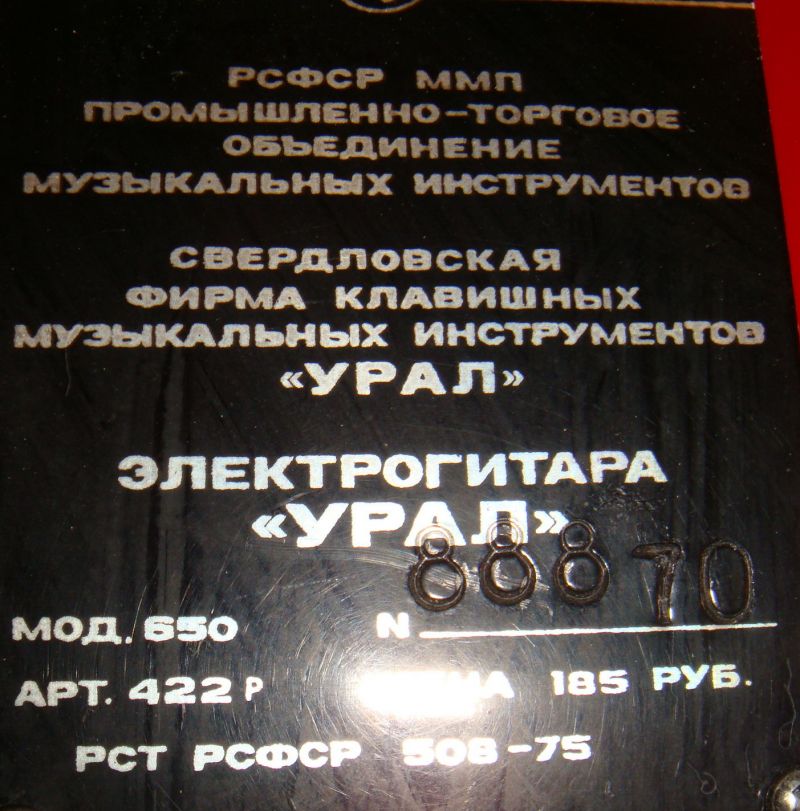 РСФСР ММП
ПРОМЫШЛЕННО-ТОРГОВОЕ
ОБЪЕДИНЕНИЕ
МУЗЫКАЛЬНЫХ ИНСТРУМЕНТОВ
СВЕРДЛОВСКАЯ
ФИРМА КЛАВИШНЫХ
МУЗЫКАЛЬНЫХ ИНСТРУМЕНТОВ
«УРАЛ»
ЭЛЕКТРОГИТАРА
«УРАЛ»
МОД. 650 N 88870
АРТ. 422 Р ЦЕНА 185 РУБ.
РСТ РСФСР 508-75